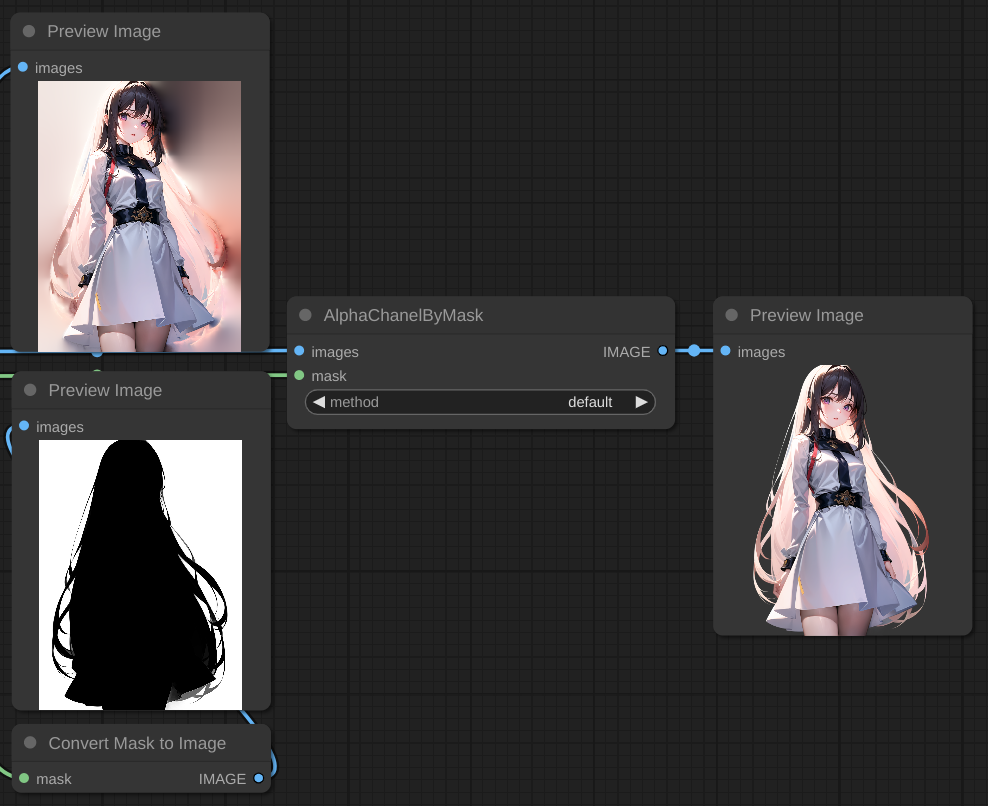 Preview Image
images
AlphaChanelByMask
images IMAGE
mask
method default
Preview Image
images
Preview Image
images
Convert Mask to Image
mask IMAGE